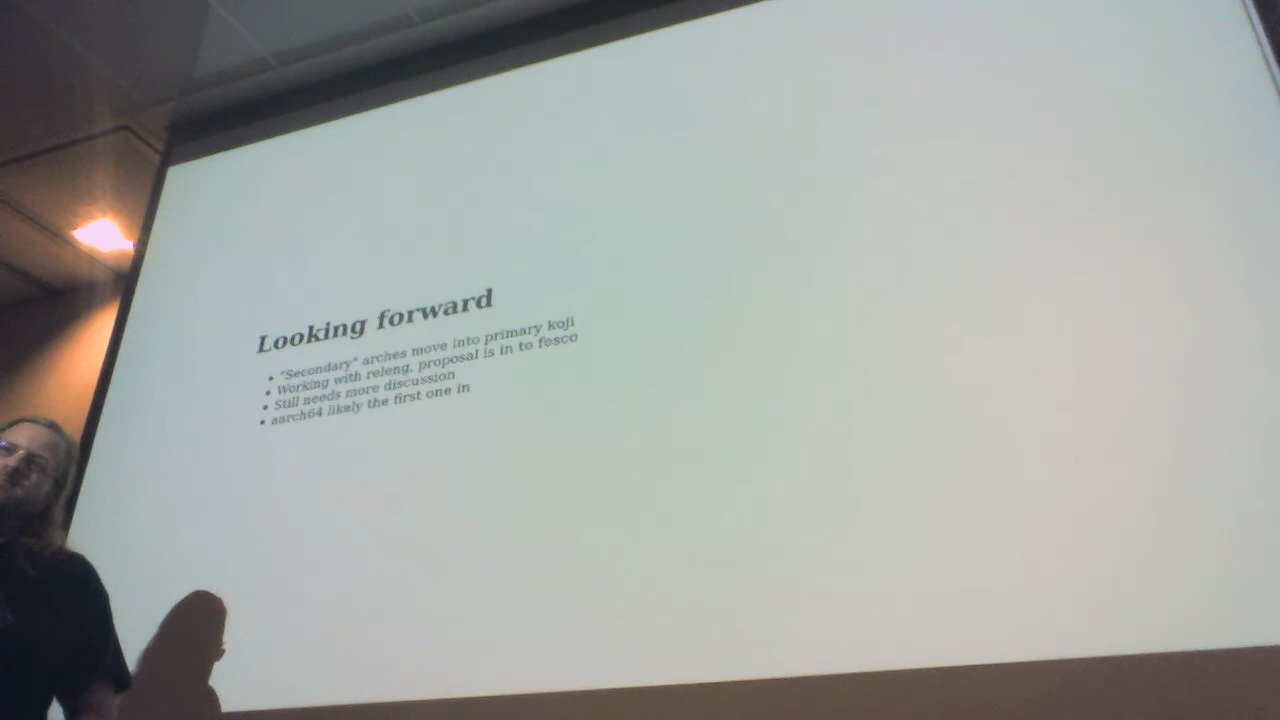 Looking forward
• "Secondary" arches move into primary koji
• Working with releng, proposal is in to fesco
• Still needs more discussion
• aarch64 likely the first one in